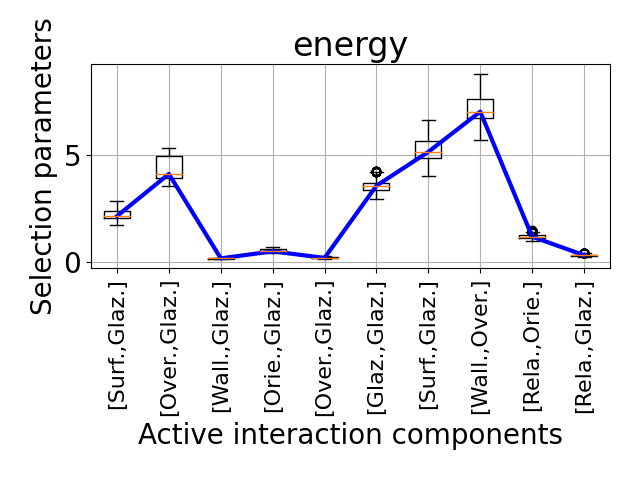 energy
Selection parameters
5
0
[Surf.,Glaz.]
[Over.,Glaz.]
[Wall.,Glaz.]
[Orie.,Glaz.]
[Over.,Glaz.]
[Glaz.,Glaz.]
[Surf.,Glaz.]
[Wall.,Over.]
[Rela.,Orie.]
[Rela.,Glaz.]
Active interaction components